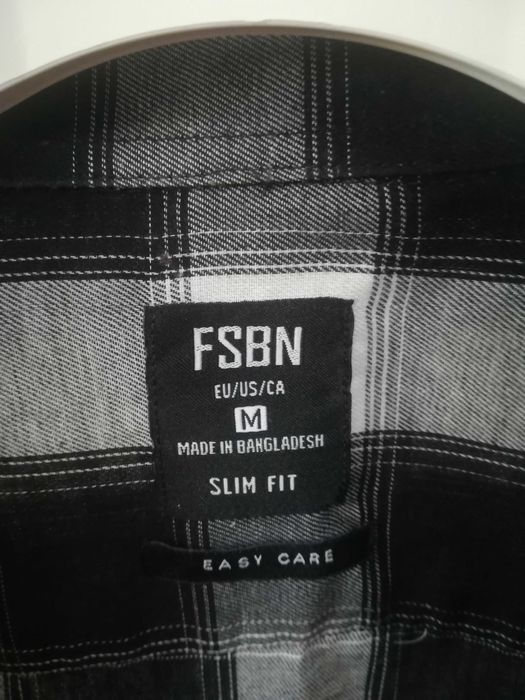 FSBN
EU/US/CA
M
MADE IN BANGLADESH
SLIM FIT
EASY CARE